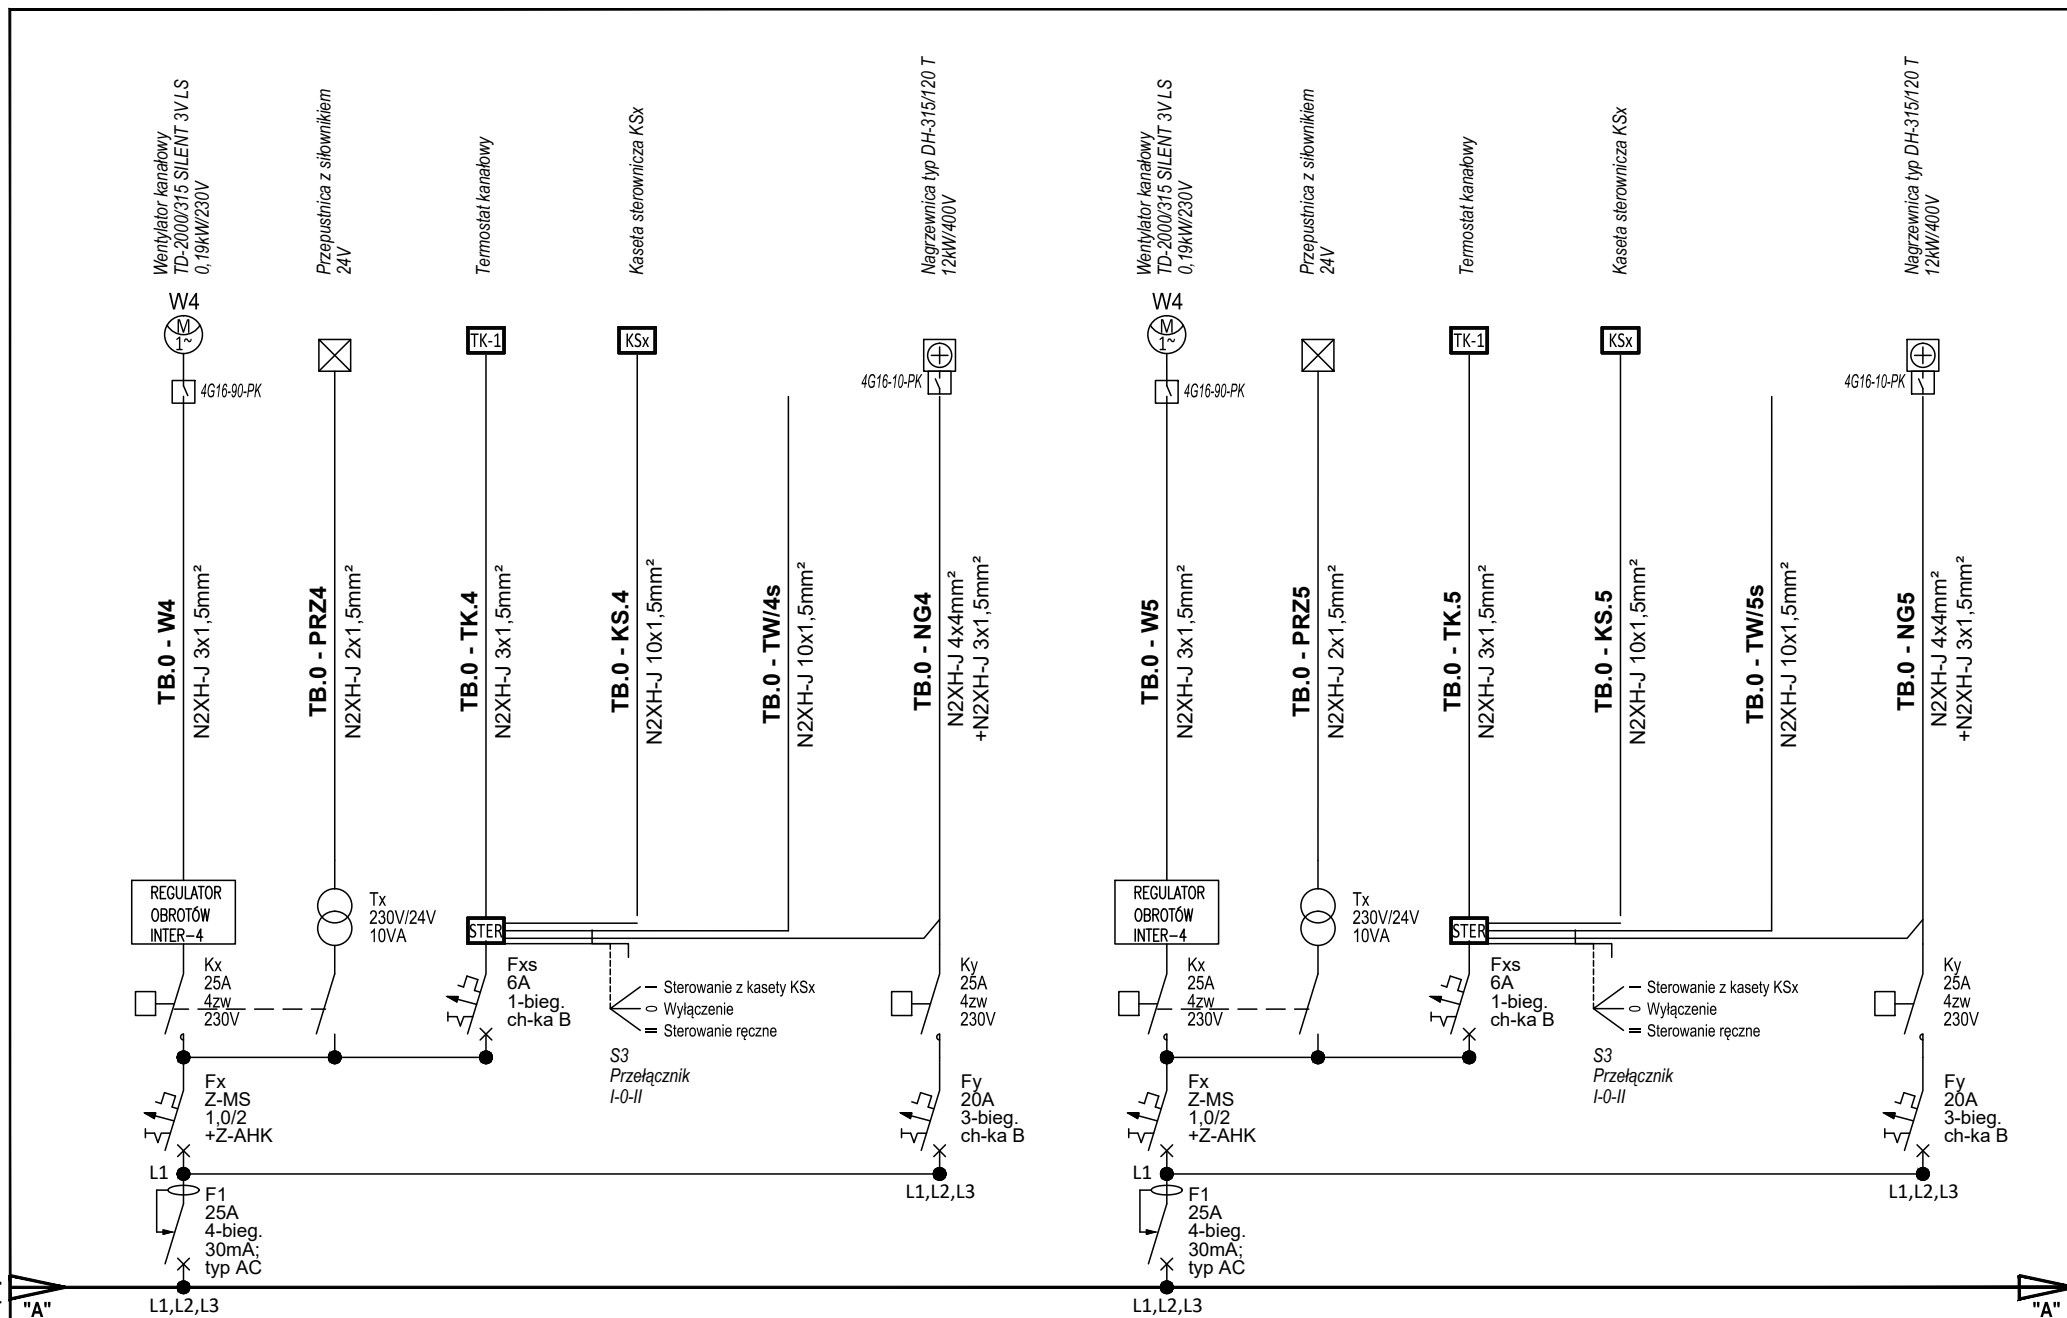 Wentylator kanałowy
TD-2000/315 SILENT 3V LS
0,19kW/230V
Przepustnica z siłownikiem
24V
Termostat kanałowy
Kaseta sterownicza KSx
Nagrzewnica typ DH-315/120 T
12kW/400V
W4
M
1~
4G16-90-PK
TK-1
KSx
4G16-10-PK
TB.0 - W4
N2XH-J 3x1,5mm²
TB.0 - PRZ4
N2XH-J 2x1,5mm²
TB.0 - TK.4
N2XH-J 3x1,5mm²
TB.0 - KS.4
N2XH-J 10x1,5mm²
TB.0 - TW/4s
N2XH-J 10x1,5mm²
TB.0 - NG4
N2XH-J 4x4mm²
+N2XH-J 3x1,5mm²
REGULATOR
OBROTÓW
INTER-4
Tx
230V/24V
10VA
STER
Kx
25A
4zw
230V
Fxs
6A
1-bieg.
ch-ka B
Sterowanie z kasety KSx
Wyłączenie
Sterowanie ręczne
S3
Przełącznik
I-0-II
Ky
25A
4zw
230V
Fx
Z-MS
1,0/2
+Z-AHK
Fy
20A
3-bieg.
ch-ka B
L1
L1,L2,L3
F1
25A
4-bieg.
30mA;
typ AC
L1,L2,L3
"A"
Wentylator kanałowy
TD-2000/315 SILENT 3V LS
0,19kW/230V
Przepustnica z siłownikiem
24V
Termostat kanałowy
Kaseta sterownicza KSx
Nagrzewnica typ DH-315/120 T
12kW/400V
W4
M
1~
4G16-90-PK
TK-1
KSx
4G16-10-PK
TB.0 - W5
N2XH-J 3x1,5mm²
TB.0 - PRZ5
N2XH-J 2x1,5mm²
TB.0 - TK.5
N2XH-J 3x1,5mm²
TB.0 - KS.5
N2XH-J 10x1,5mm²
TB.0 - TW/5s
N2XH-J 10x1,5mm²
TB.0 - NG5
N2XH-J 4x4mm²
+N2XH-J 3x1,5mm²
REGULATOR
OBROTÓW
INTER-4
Tx
230V/24V
10VA
STER
Kx
25A
4zw
230V
Fxs
6A
1-bieg.
ch-ka B
Sterowanie z kasety KSx
Wyłączenie
Sterowanie ręczne
S3
Przełącznik
I-0-II
Ky
25A
4zw
230V
Fx
Z-MS
1,0/2
+Z-AHK
Fy
20A
3-bieg.
ch-ka B
L1
L1,L2,L3
F1
25A
4-bieg.
30mA;
typ AC
L1,L2,L3
"A"